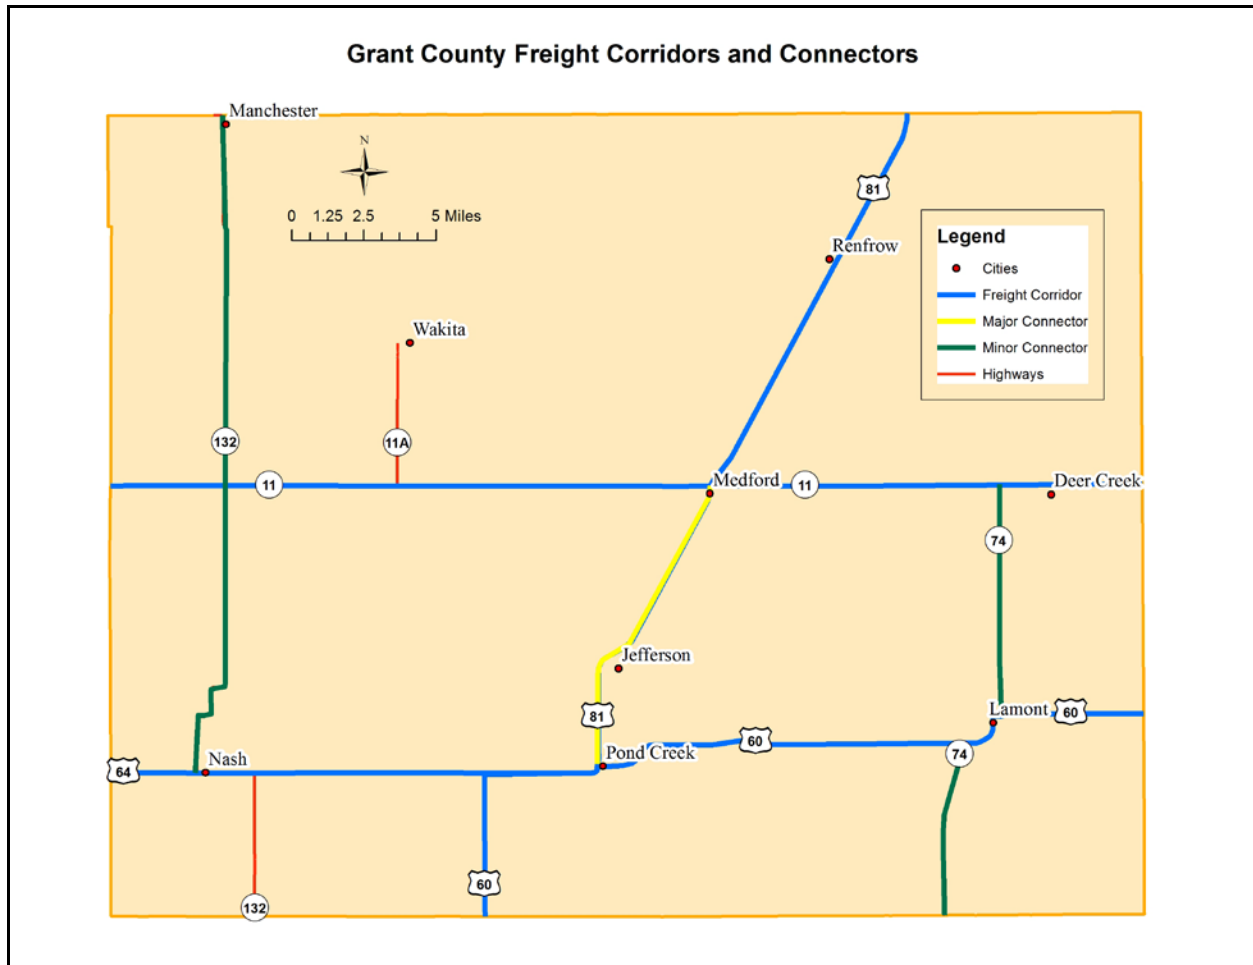 Grant County Freight Corridors and Connectors
Manchester
N
81
0 1.25 2.5 5 Miles
Renfrow
Legend
Cities
Freight Corridor
Major Connector
Minor Connector
Highways
Wakita
132
11A
11
Medford
11
Deer Creek
74
Jefferson
81
Lamont
60
60
Pond Creek
74
64
Nash
60
132